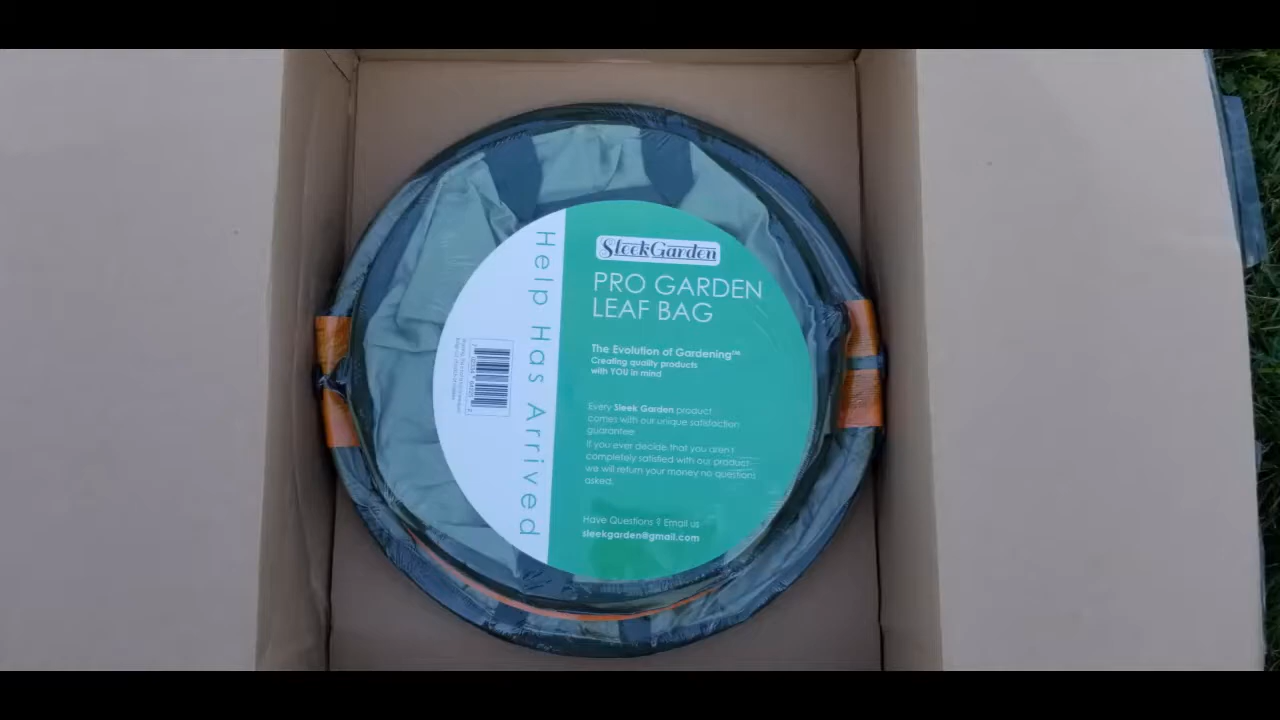 Help Has Arrived
SleekGarden
PRO GARDEN
LEAF BAG
The Evolution of Gardening™
Creating quality products
with YOU in mind
Every Sleek Garden product
comes with our unique satisfaction
guarantee
If you ever decide that you aren't
completely satisfied with our product
we will return your money no questions
asked.
Have Questions ? Email us
sleekgarden@gmail.com